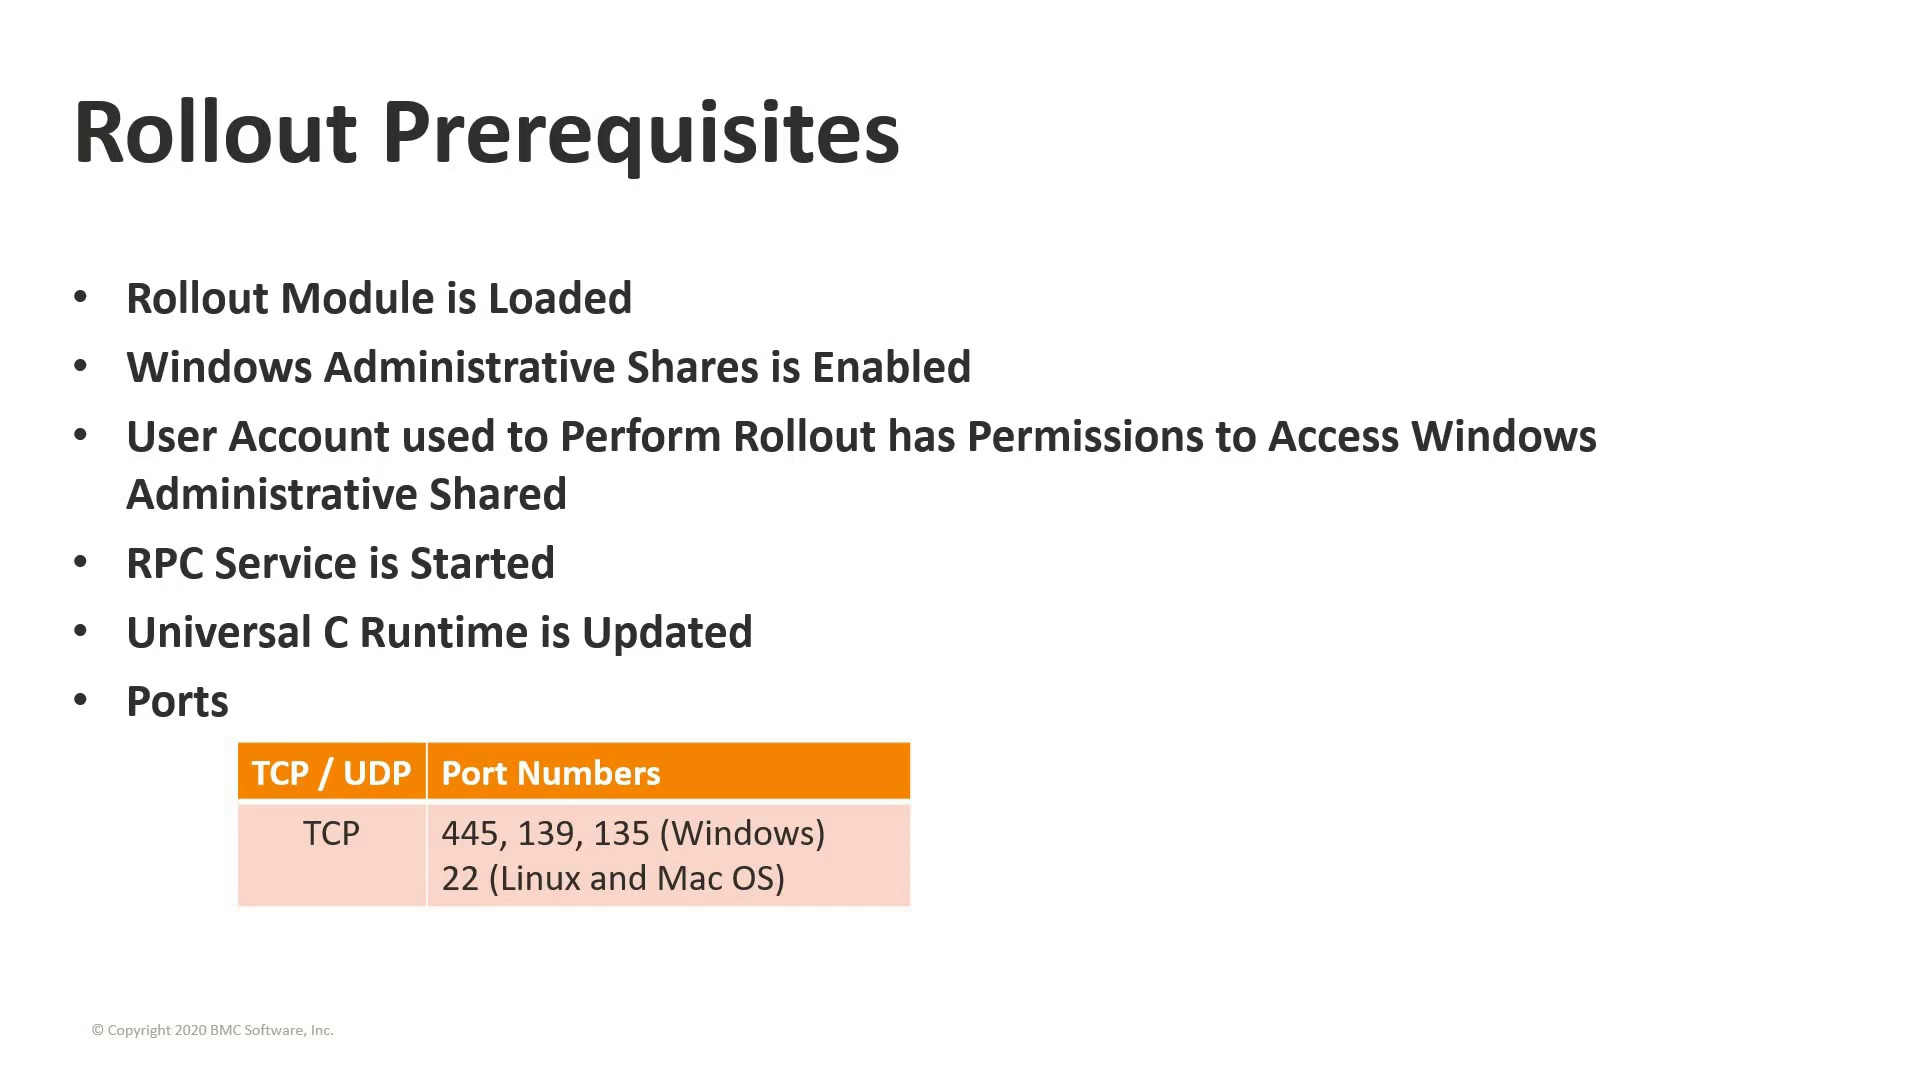 Rollout Prerequisites
• Rollout Module is Loaded
• Windows Administrative Shares is Enabled
• User Account used to Perform Rollout has Permissions to Access Windows
Administrative Shared
• RPC Service is Started
• Universal C Runtime is Updated
• Ports
TCP / UDP Port Numbers
TCP 445, 139, 135 (Windows)
22 (Linux and Mac OS)
© Copyright 2020 BMC Software, Inc.